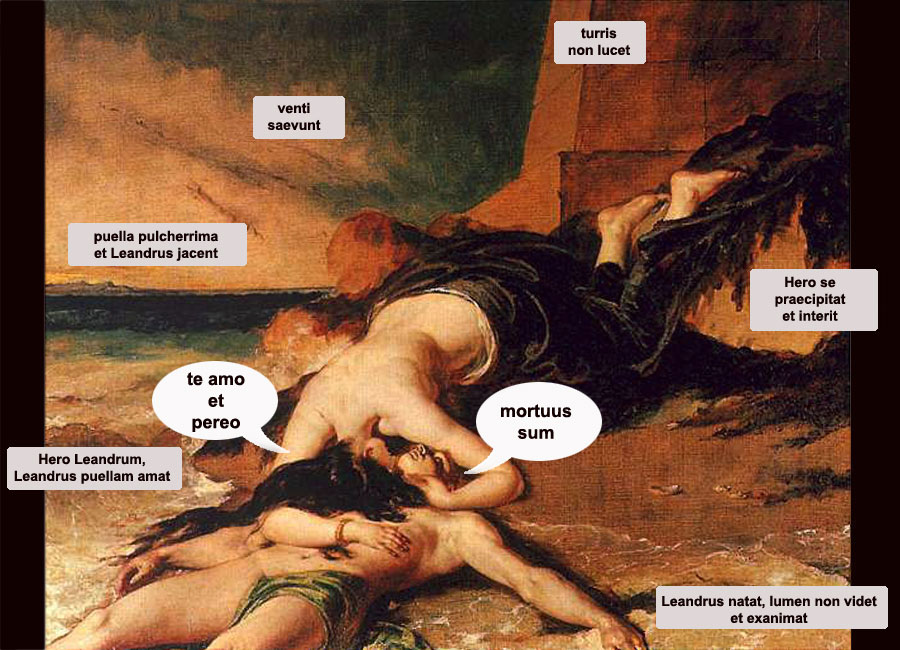 turris
non lucet
venti
saevunt
puella pulcherrima
et Leandrus jacent
Hero se
praecipitat
et interit
te amo
et
pereo
mortuus
sum
Hero Leandrum,
Leandrus puellam amat
Leandrus natat, lumen non videt
et exanimat